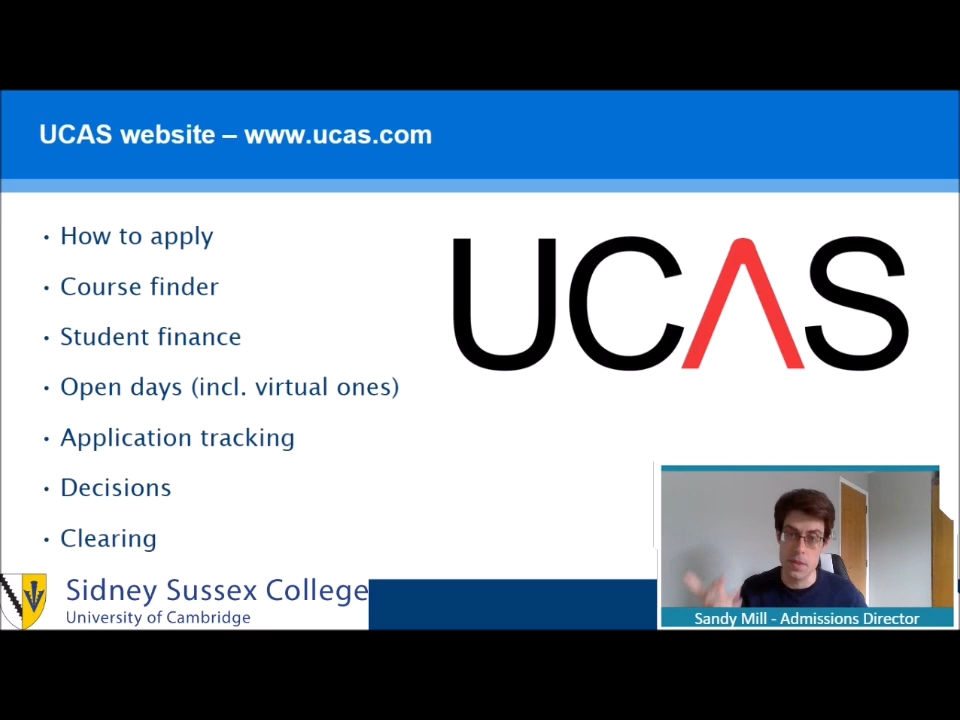 UCAS website – www.ucas.com
• How to apply
• Course finder
• Student finance
• Open days (incl. virtual ones)
• Application tracking
• Decisions
• Clearing
UCAS
Sidney Sussex College
University of Cambridge
Sandy Mill - Admissions Director